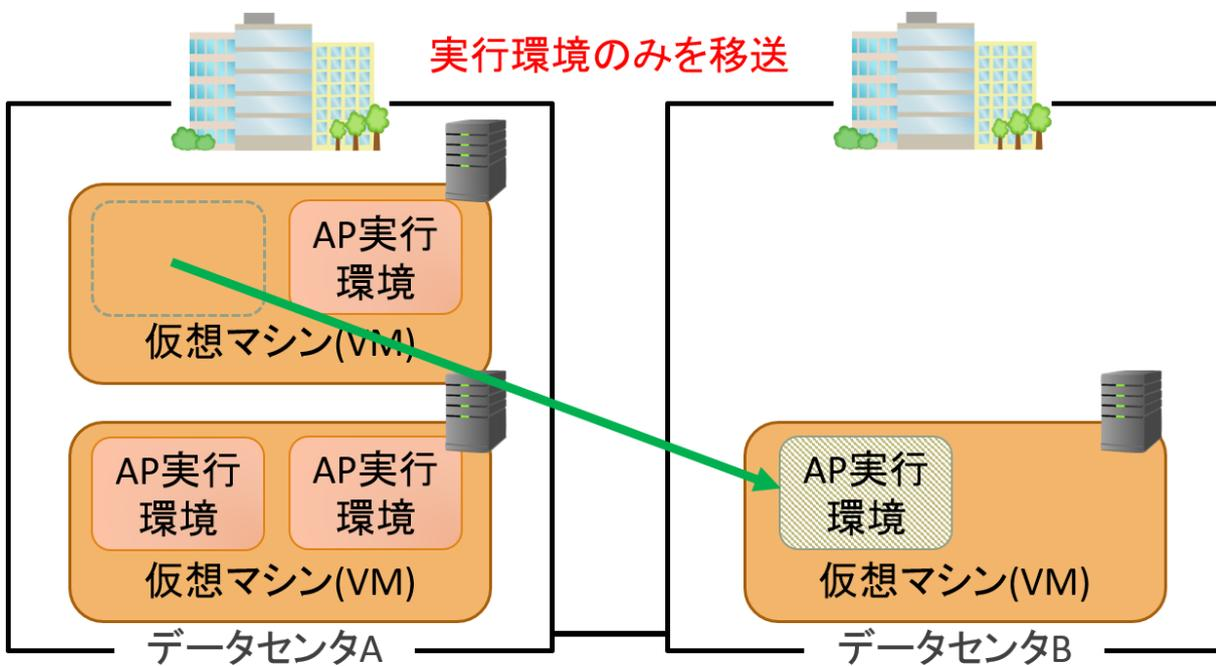 実行環境のみを移送
AP実行
環境
仮想マシン(VM)
AP実行
環境
AP実行
環境
仮想マシン(VM)
データセンタA
AP実行
環境
仮想マシン(VM)
データセンタB